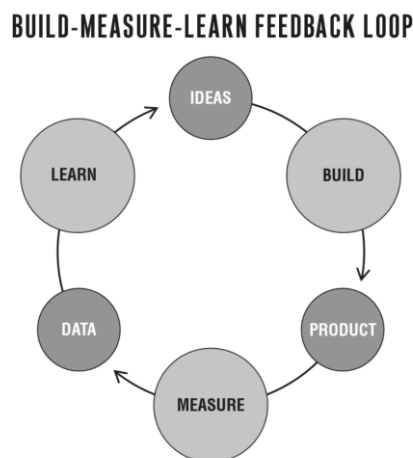 BUILD-MEASURE-LEARN FEEDBACK LOOP
IDEAS
BUILD
PRODUCT
MEASURE
DATA
LEARN